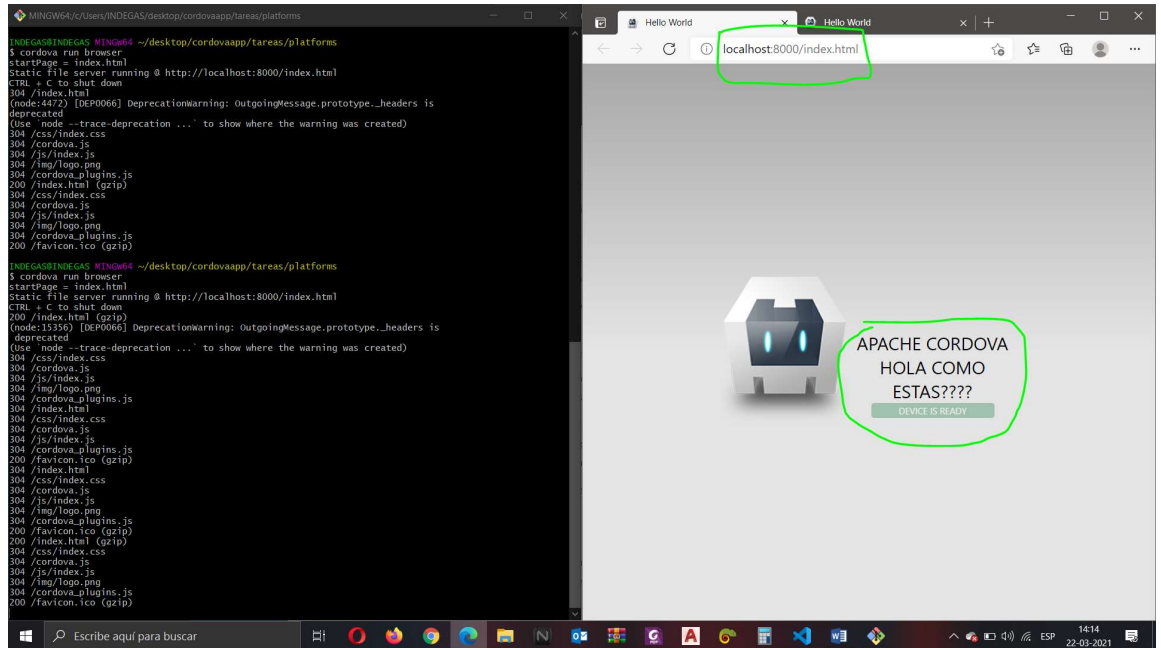 MINGW64:/c/Users/INDEGAS/desktop/cordovaapp/tareas/platforms
INDEGAS@INDEGAS MINGW64 ~/desktop/cordovaapp/tareas/platforms
$ cordova run browser
startPage = index.html
Static file server running @ http://localhost:8000/index.html
CTRL + C to shut down
304 /index.html
(node:4472) [DEP0066] DeprecationWarning: OutgoingMessage.prototype._headers is
deprecated
(Use `node --trace-deprecation ...` to show where the warning was created)
304 /css/index.css
304 /cordova.js
304 /js/index.js
304 /img/logo.png
304 /cordova_plugins.js
200 /index.html (gzip)
304 /css/index.css
304 /cordova.js
304 /js/index.js
304 /img/logo.png
304 /cordova_plugins.js
200 /favicon.ico (gzip)
INDEGAS@INDEGAS MINGW64 ~/desktop/cordovaapp/tareas/platforms
$ cordova run browser
startPage = index.html
Static file server running @ http://localhost:8000/index.html
CTRL + C to shut down
200 /index.html (gzip)
(node:15356) [DEP0066] DeprecationWarning: OutgoingMessage.prototype._headers is
deprecated
(Use `node --trace-deprecation ...` to show where the warning was created)
304 /css/index.css
304 /cordova.js
304 /js/index.js
304 /img/logo.png
304 /cordova_plugins.js
304 /index.html
304 /css/index.css
304 /cordova.js
304 /js/index.js
304 /cordova_plugins.js
200 /favicon.ico (gzip)
304 /index.html
304 /css/index.css
304 /cordova.js
304 /js/index.js
304 /img/logo.png
304 /cordova_plugins.js
200 /favicon.ico (gzip)
200 /index.html (gzip)
304 /css/index.css
304 /cordova.js
304 /js/index.js
304 /img/logo.png
304 /cordova_plugins.js
200 /favicon.ico (gzip)
Hello World
Hello World
localhost:8000/index.html
APACHE CORDOVA
HOLA COMO
ESTAS????
DEVICE IS READY
Escribe aquí para buscar
ESP
14:14
22-03-2021